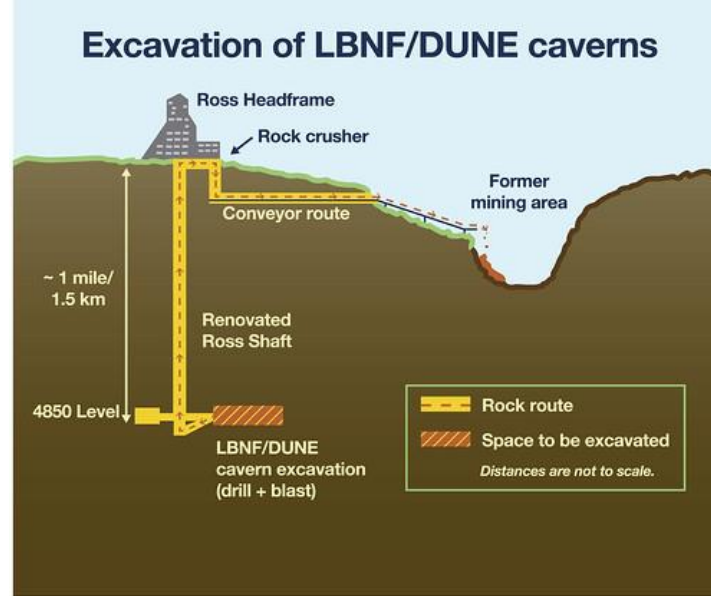 Excavation of LBNF/DUNE caverns
Ross Headframe
Rock crusher
Former
mining area
Conveyor route
~ 1 mile/
1.5 km
Renovated
Ross Shaft
4850 Level
LBNF/DUNE
cavern excavation
(drill + blast)
Rock route
Space to be excavated
Distances are not to scale.